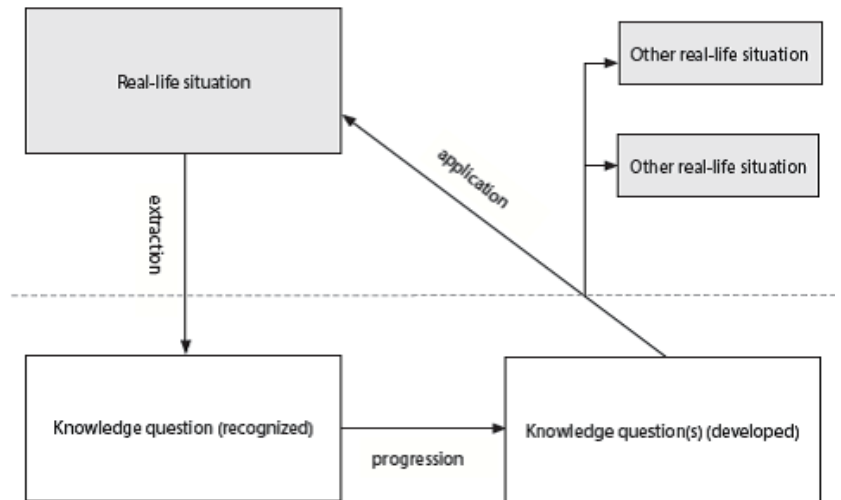 Real-life situation
Other real-life situation
Other real-life situation
application
extraction
Knowledge question (recognized)
progression
Knowledge question(s) (developed)